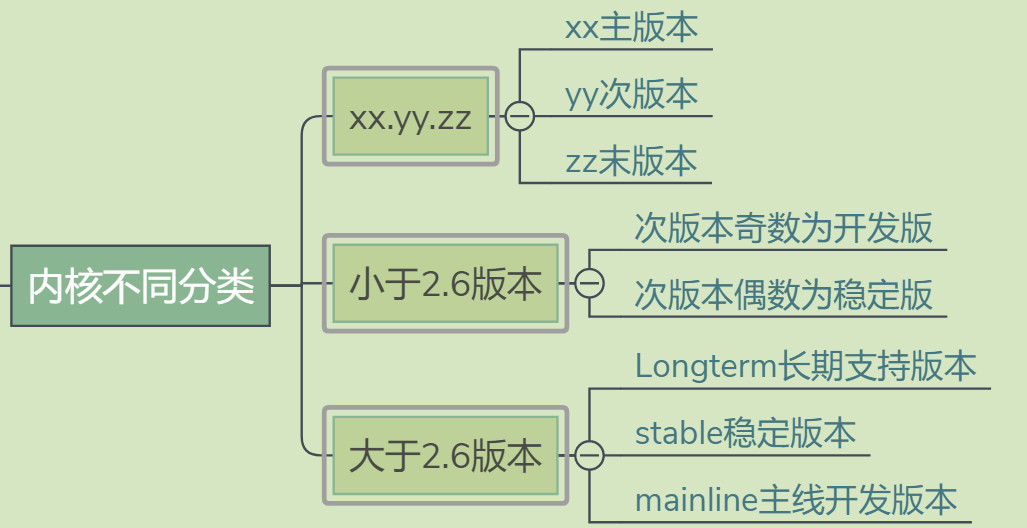 内核不同分类
xx.yy.zz
xx主版本
yy次版本
zz末版本
小于2.6版本
次版本奇数为开发版
次版本偶数为稳定版
大于2.6版本
Longterm长期支持版本
stable稳定版本
mainline主线开发版本